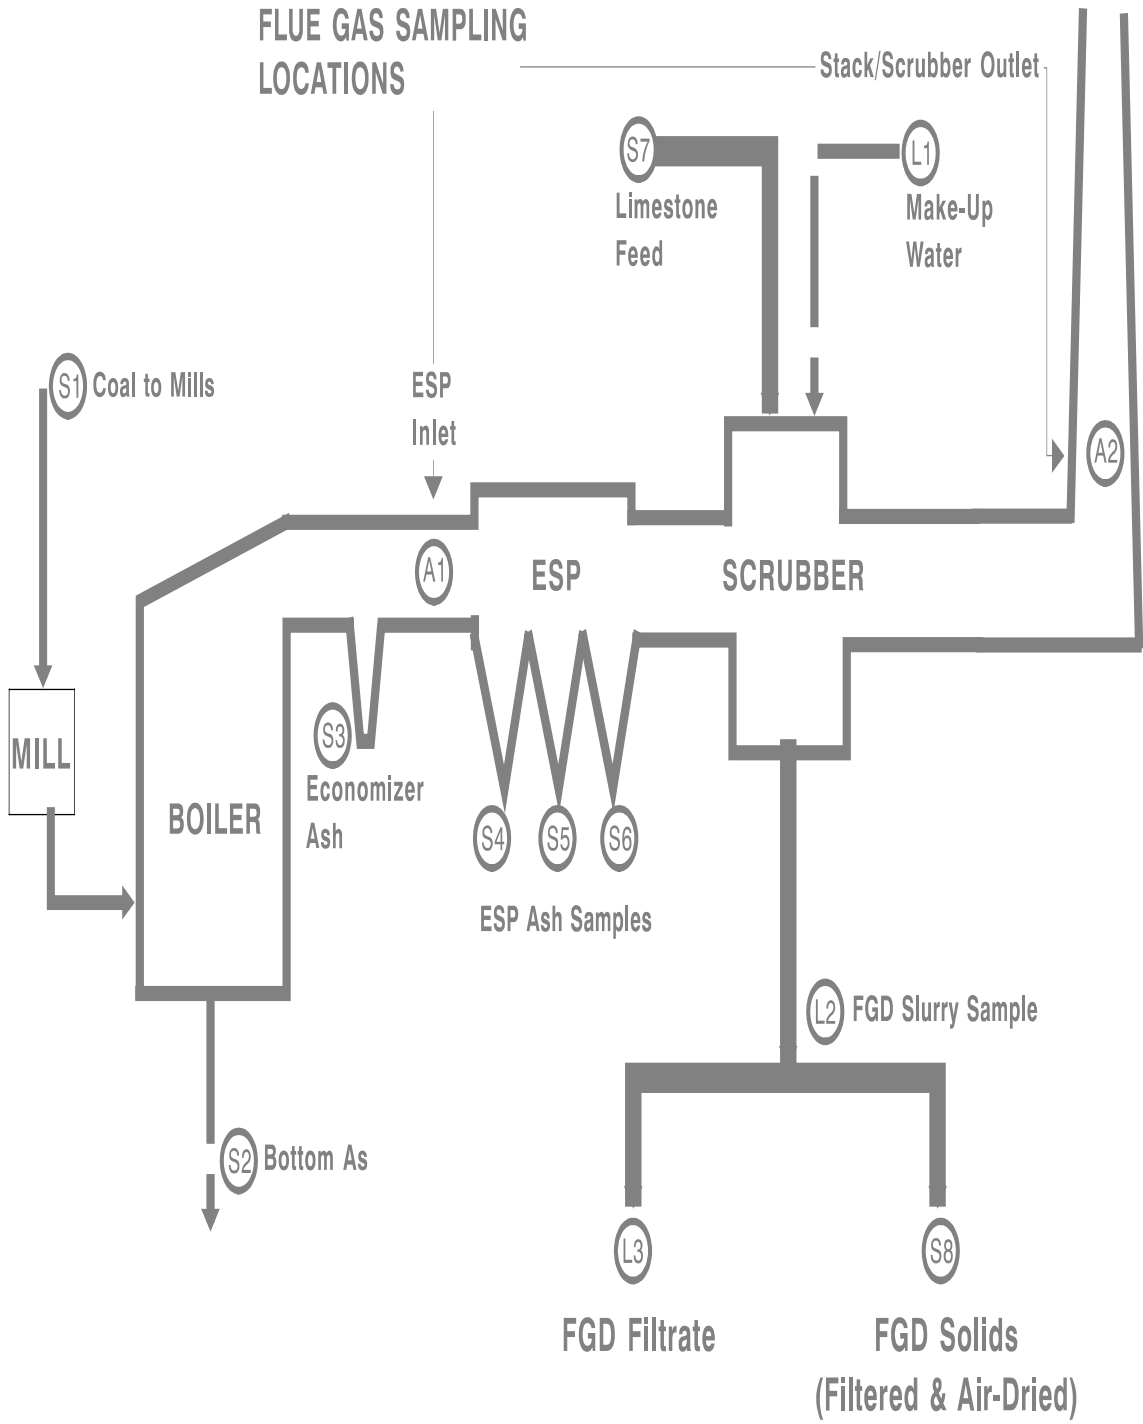 FLUE GAS SAMPLING
LOCATIONS
Stack/Scrubber Outlet
S7
L1
Limestone
Feed
Make-Up
Water
S1 Coal to Mills
ESP
Inlet
A2
A1
ESP
SCRUBBER
MILL
S3
Economizer
Ash
BOILER
S4 S5 S6
ESP Ash Samples
L2 FGD Slurry Sample
S2 Bottom As
L3
S8
FGD Filtrate
FGD Solids
(Filtered & Air-Dried)